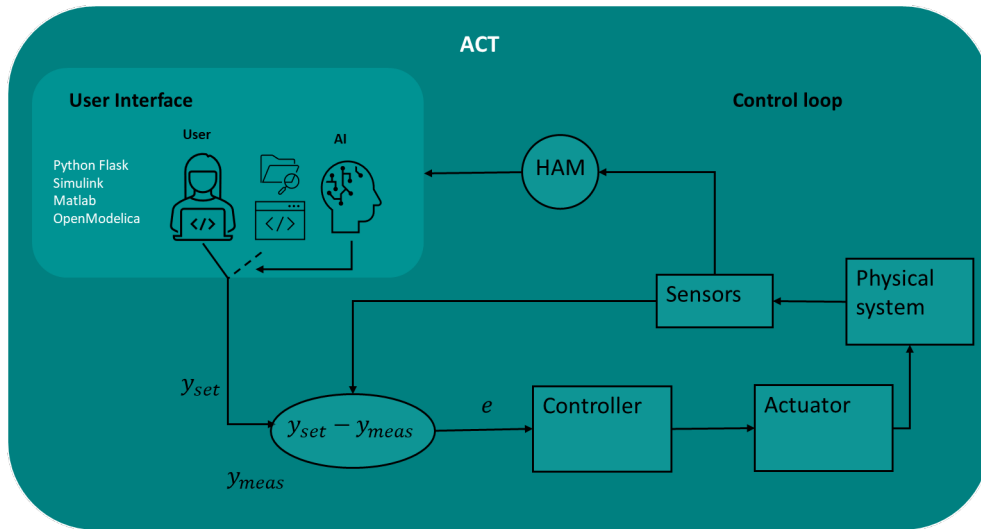 ACT
User Interface
Control loop
User
AI
Python Flask
Simulink
Matlab
OpenModelica
</>
</>
HAM
Sensors
Physical
system
y_set
y_set − y_meas
e
Controller
Actuator
y_meas